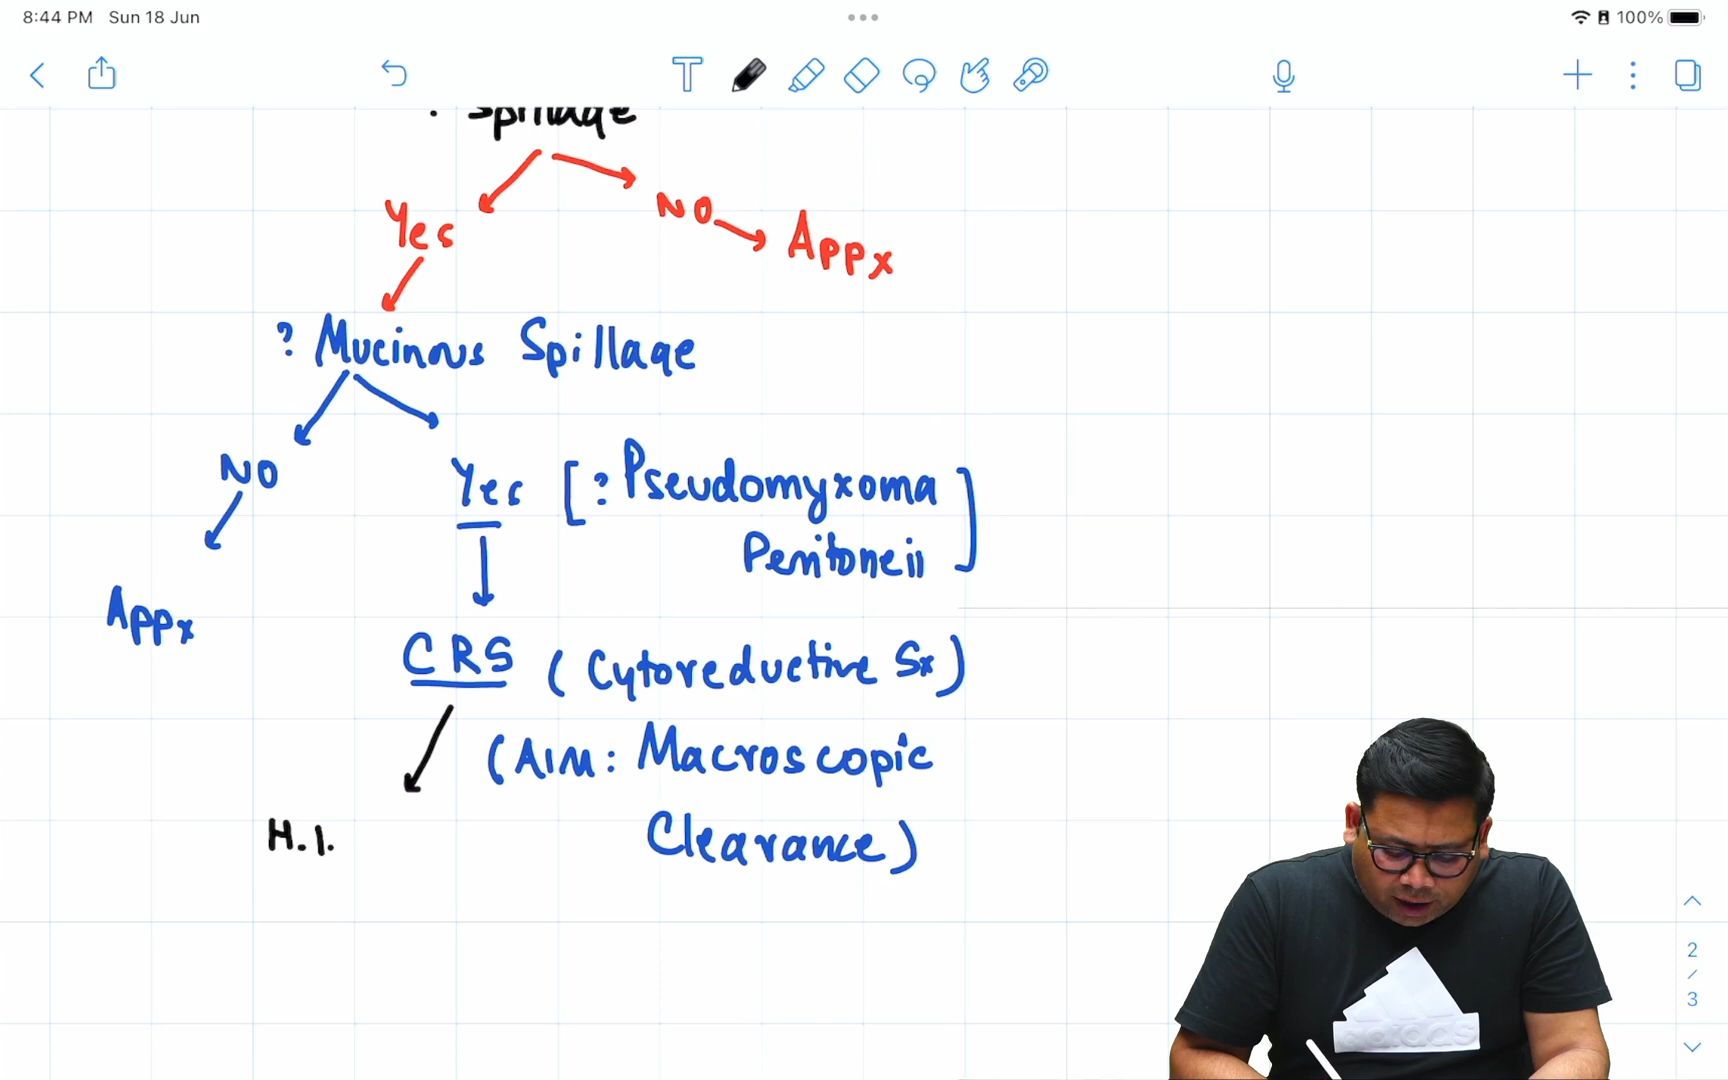 8:44 PM Sun 18 Jun
100%
T
? Spillage
Yes
NO
Appx
? Mucinous Spillage
NO
Yes [? Pseudomyxoma
Peritoneii]
Appx
CRS (Cytoreductive Sx)
(AIM: Macroscopic
Clearance)
H.I.
adidas
2
/
3